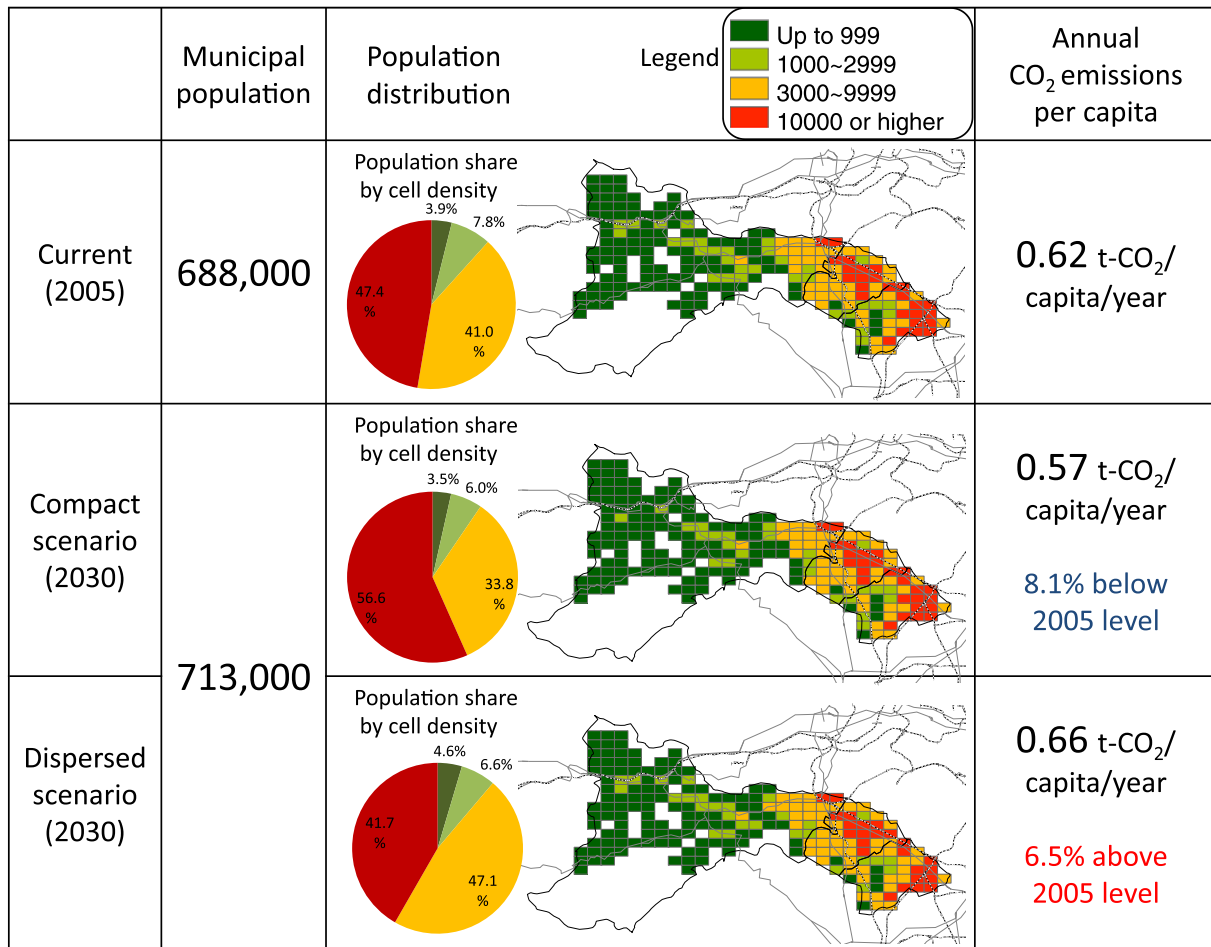 Municipal
population
Population
distribution
Legend
Up to 999
1000~2999
3000~9999
10000 or higher
Annual
CO₂ emissions
per capita
Current
(2005)
688,000
Population share
by cell density
3.9%
7.8%
47.4
%
41.0
%
0.62 t-CO₂/
capita/year
Compact
scenario
(2030)
713,000
Population share
by cell density
3.5%
6.0%
56.6
%
33.8
%
0.57 t-CO₂/
capita/year
8.1% below
2005 level
Dispersed
scenario
(2030)
Population share
by cell density
4.6%
6.6%
41.7
%
47.1
%
0.66 t-CO₂/
capita/year
6.5% above
2005 level